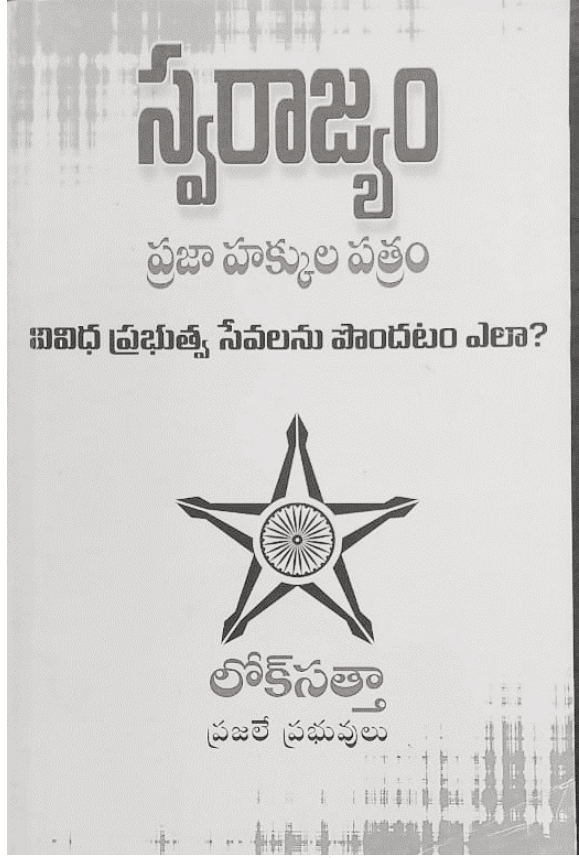 స్వరాజ్యం
ప్రజా హక్కుల పత్రం
వివిధ ప్రభుత్వ సేవలను పొందటం ఎలా?
లోక్‌సత్తా
ప్రజలే ప్రభువులు